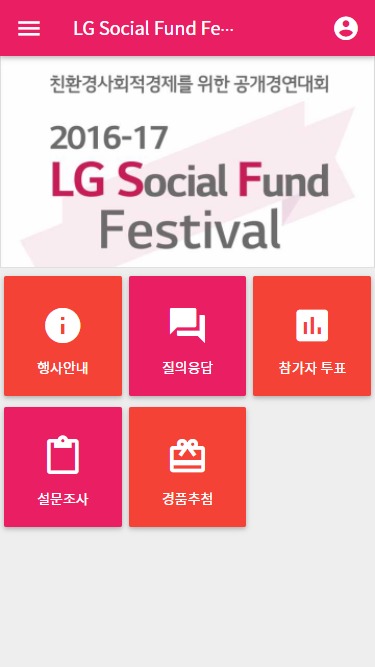 LG Social Fund Fe...
친환경사회적경제를 위한 공개경연대회
2016-17
LG Social Fund
Festival
행사안내
질의응답
참가자 투표
설문조사
경품추첨